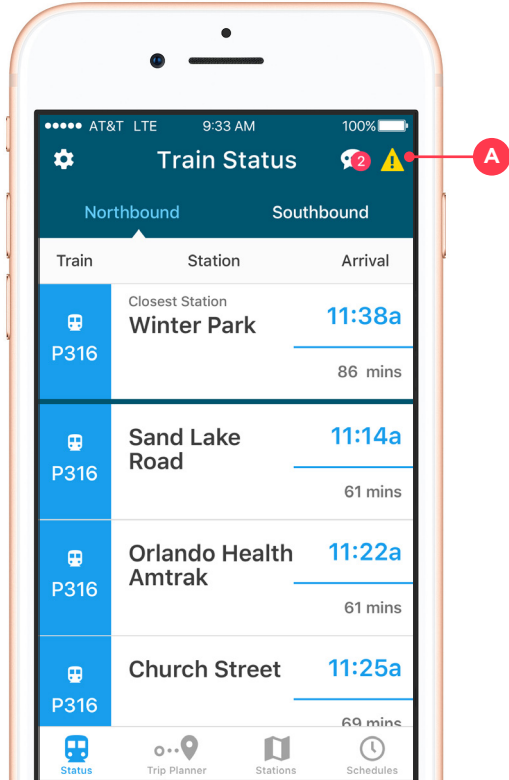 AT&T LTE 9:33 AM 100%
Train Status 2
A
Northbound Southbound
Train Station Arrival
Closest Station
Winter Park
11:38a
P316
86 mins
Sand Lake
Road
11:14a
P316
61 mins
Orlando Health
Amtrak
11:22a
P316
61 mins
Church Street
11:25a
P316
69 mins
Status Trip Planner Stations Schedules